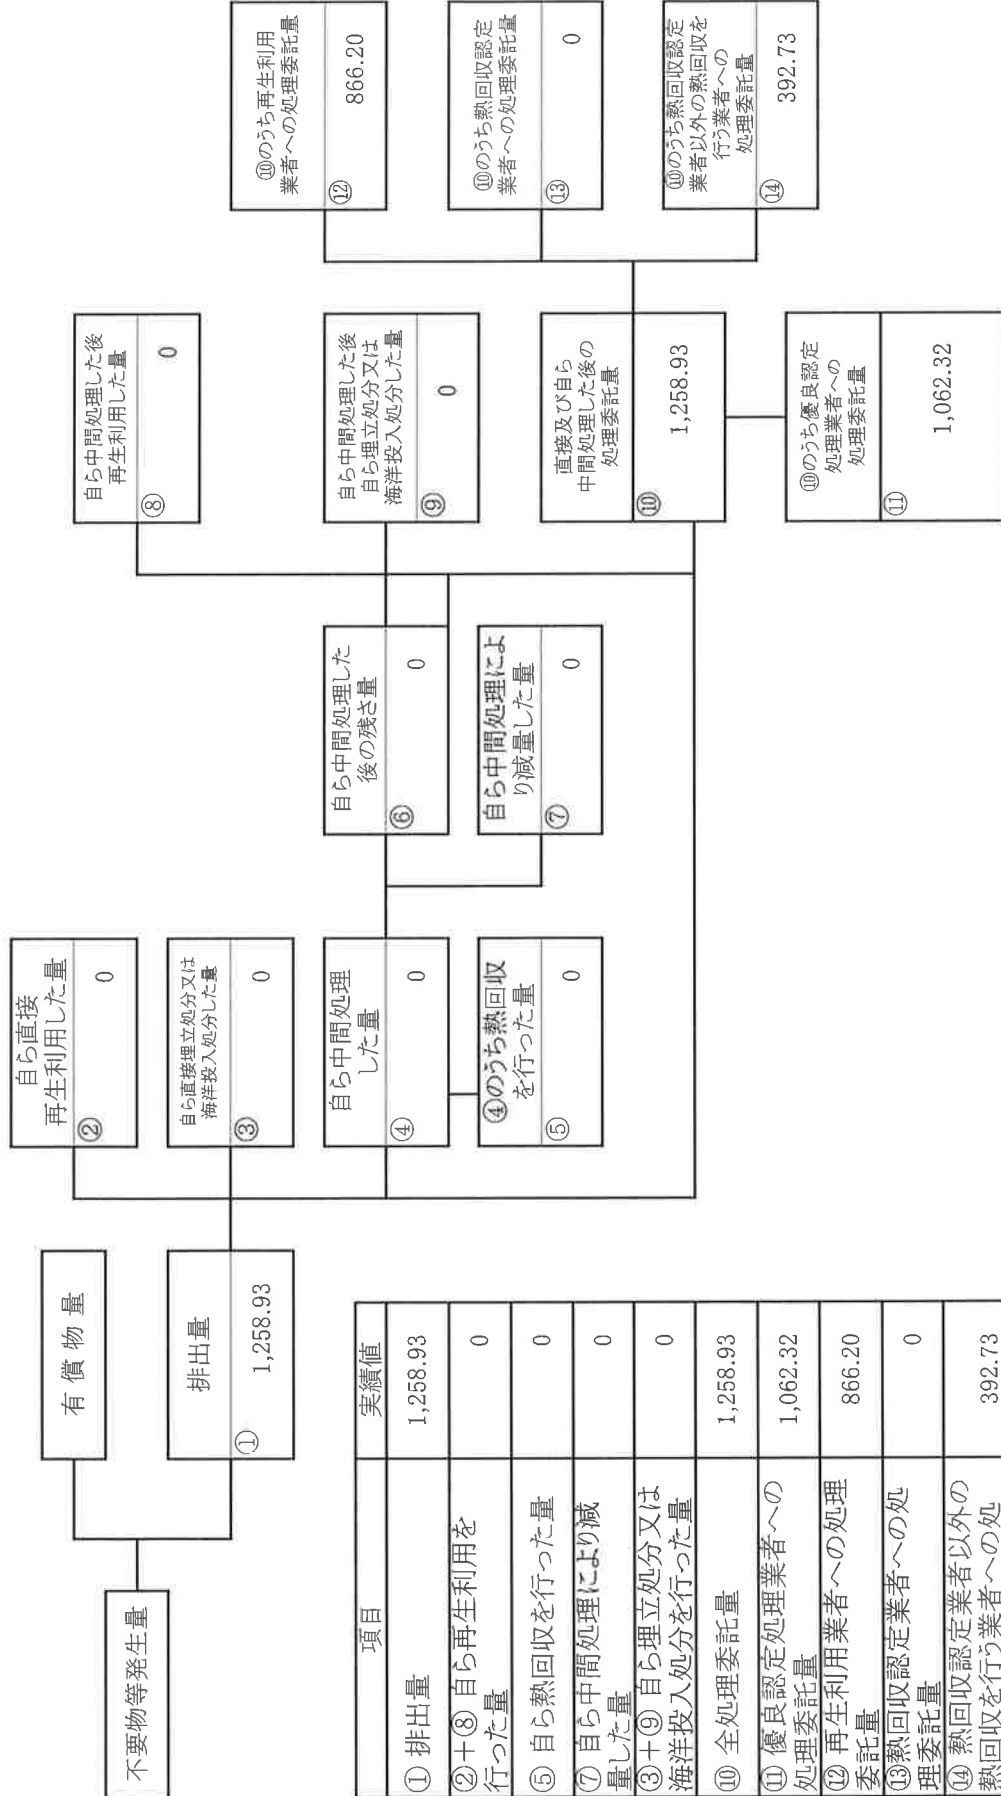 不要物等発生量
有 償 物 量
排出量
①
1,258.93
自ら直接
再生利用した量
②
0
自ら直接埋立処分又は
海洋投入処分した量
③
0
自ら中間処理
した量
④
0
④のうち熱回収
を行った量
⑤
0
自ら中間処理した
後の残さ量
⑥
0
自ら中間処理によ
り減量した量
⑦
0
自ら中間処理した後
再生利用した量
⑧
0
自ら中間処理した後
自ら埋立処分又は
海洋投入処分した量
⑨
0
直接及び自ら
中間処理した後の
処理委託量
⑩
1,258.93
⑩のうち優良認定
処理業者への
処理委託量
⑪
1,062.32
⑩のうち再生利用
業者への処理委託量
⑫
866.20
⑩のうち熱回収認定
業者への処理委託量
⑬
0
⑩のうち熱回収認定
業者以外の熱回収を
行う業者への
処理委託量
⑭
392.73
項目 実績値
① 排出量 1,258.93
②＋⑧ 自ら再生利用を
行った量 0
⑤ 自ら熱回収を行った量 0
⑦ 自ら中間処理により減
量した量 0
③＋⑨ 自ら埋立処分又は
海洋投入処分を行った量 0
⑩ 全処理委託量 1,258.93
⑪ 優良認定処理業者への
処理委託量 1,062.32
⑫ 再生利用業者への処理
委託量 866.20
⑬熱回収認定業者への処
理委託量 0
⑭ 熱回収認定業者以外の
熱回収を行う業者への処 392.73